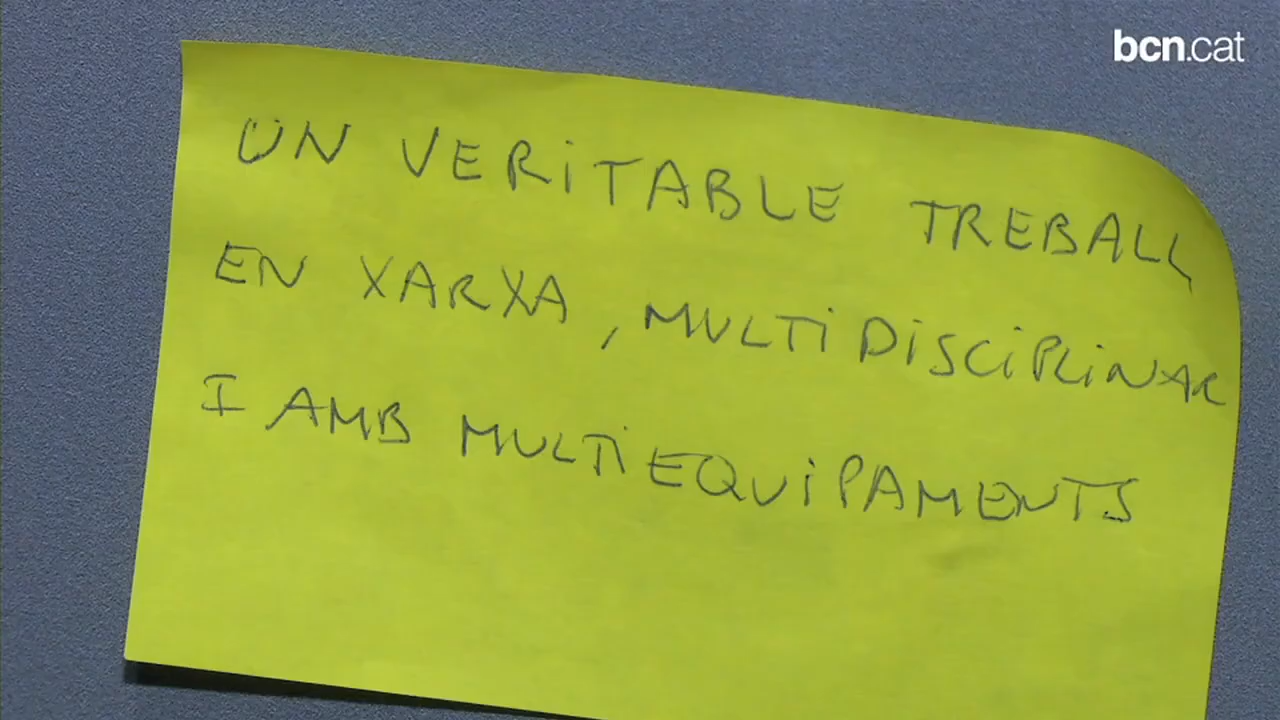 bcn.cat
UN VERITABLE TREBALL
EN XARXA, MULTIDISCIPLINAR
I AMB MULTIEQUIPAMENTS